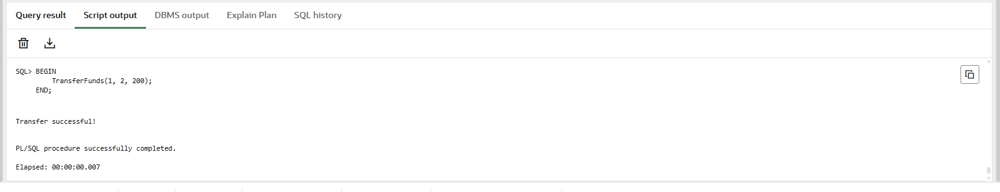 Query result Script output DBMS output Explain Plan SQL history
SQL> BEGIN
TransferFunds(1, 2, 200);
END;
Transfer successful!
PL/SQL procedure successfully completed.
Elapsed: 00:00:00.007